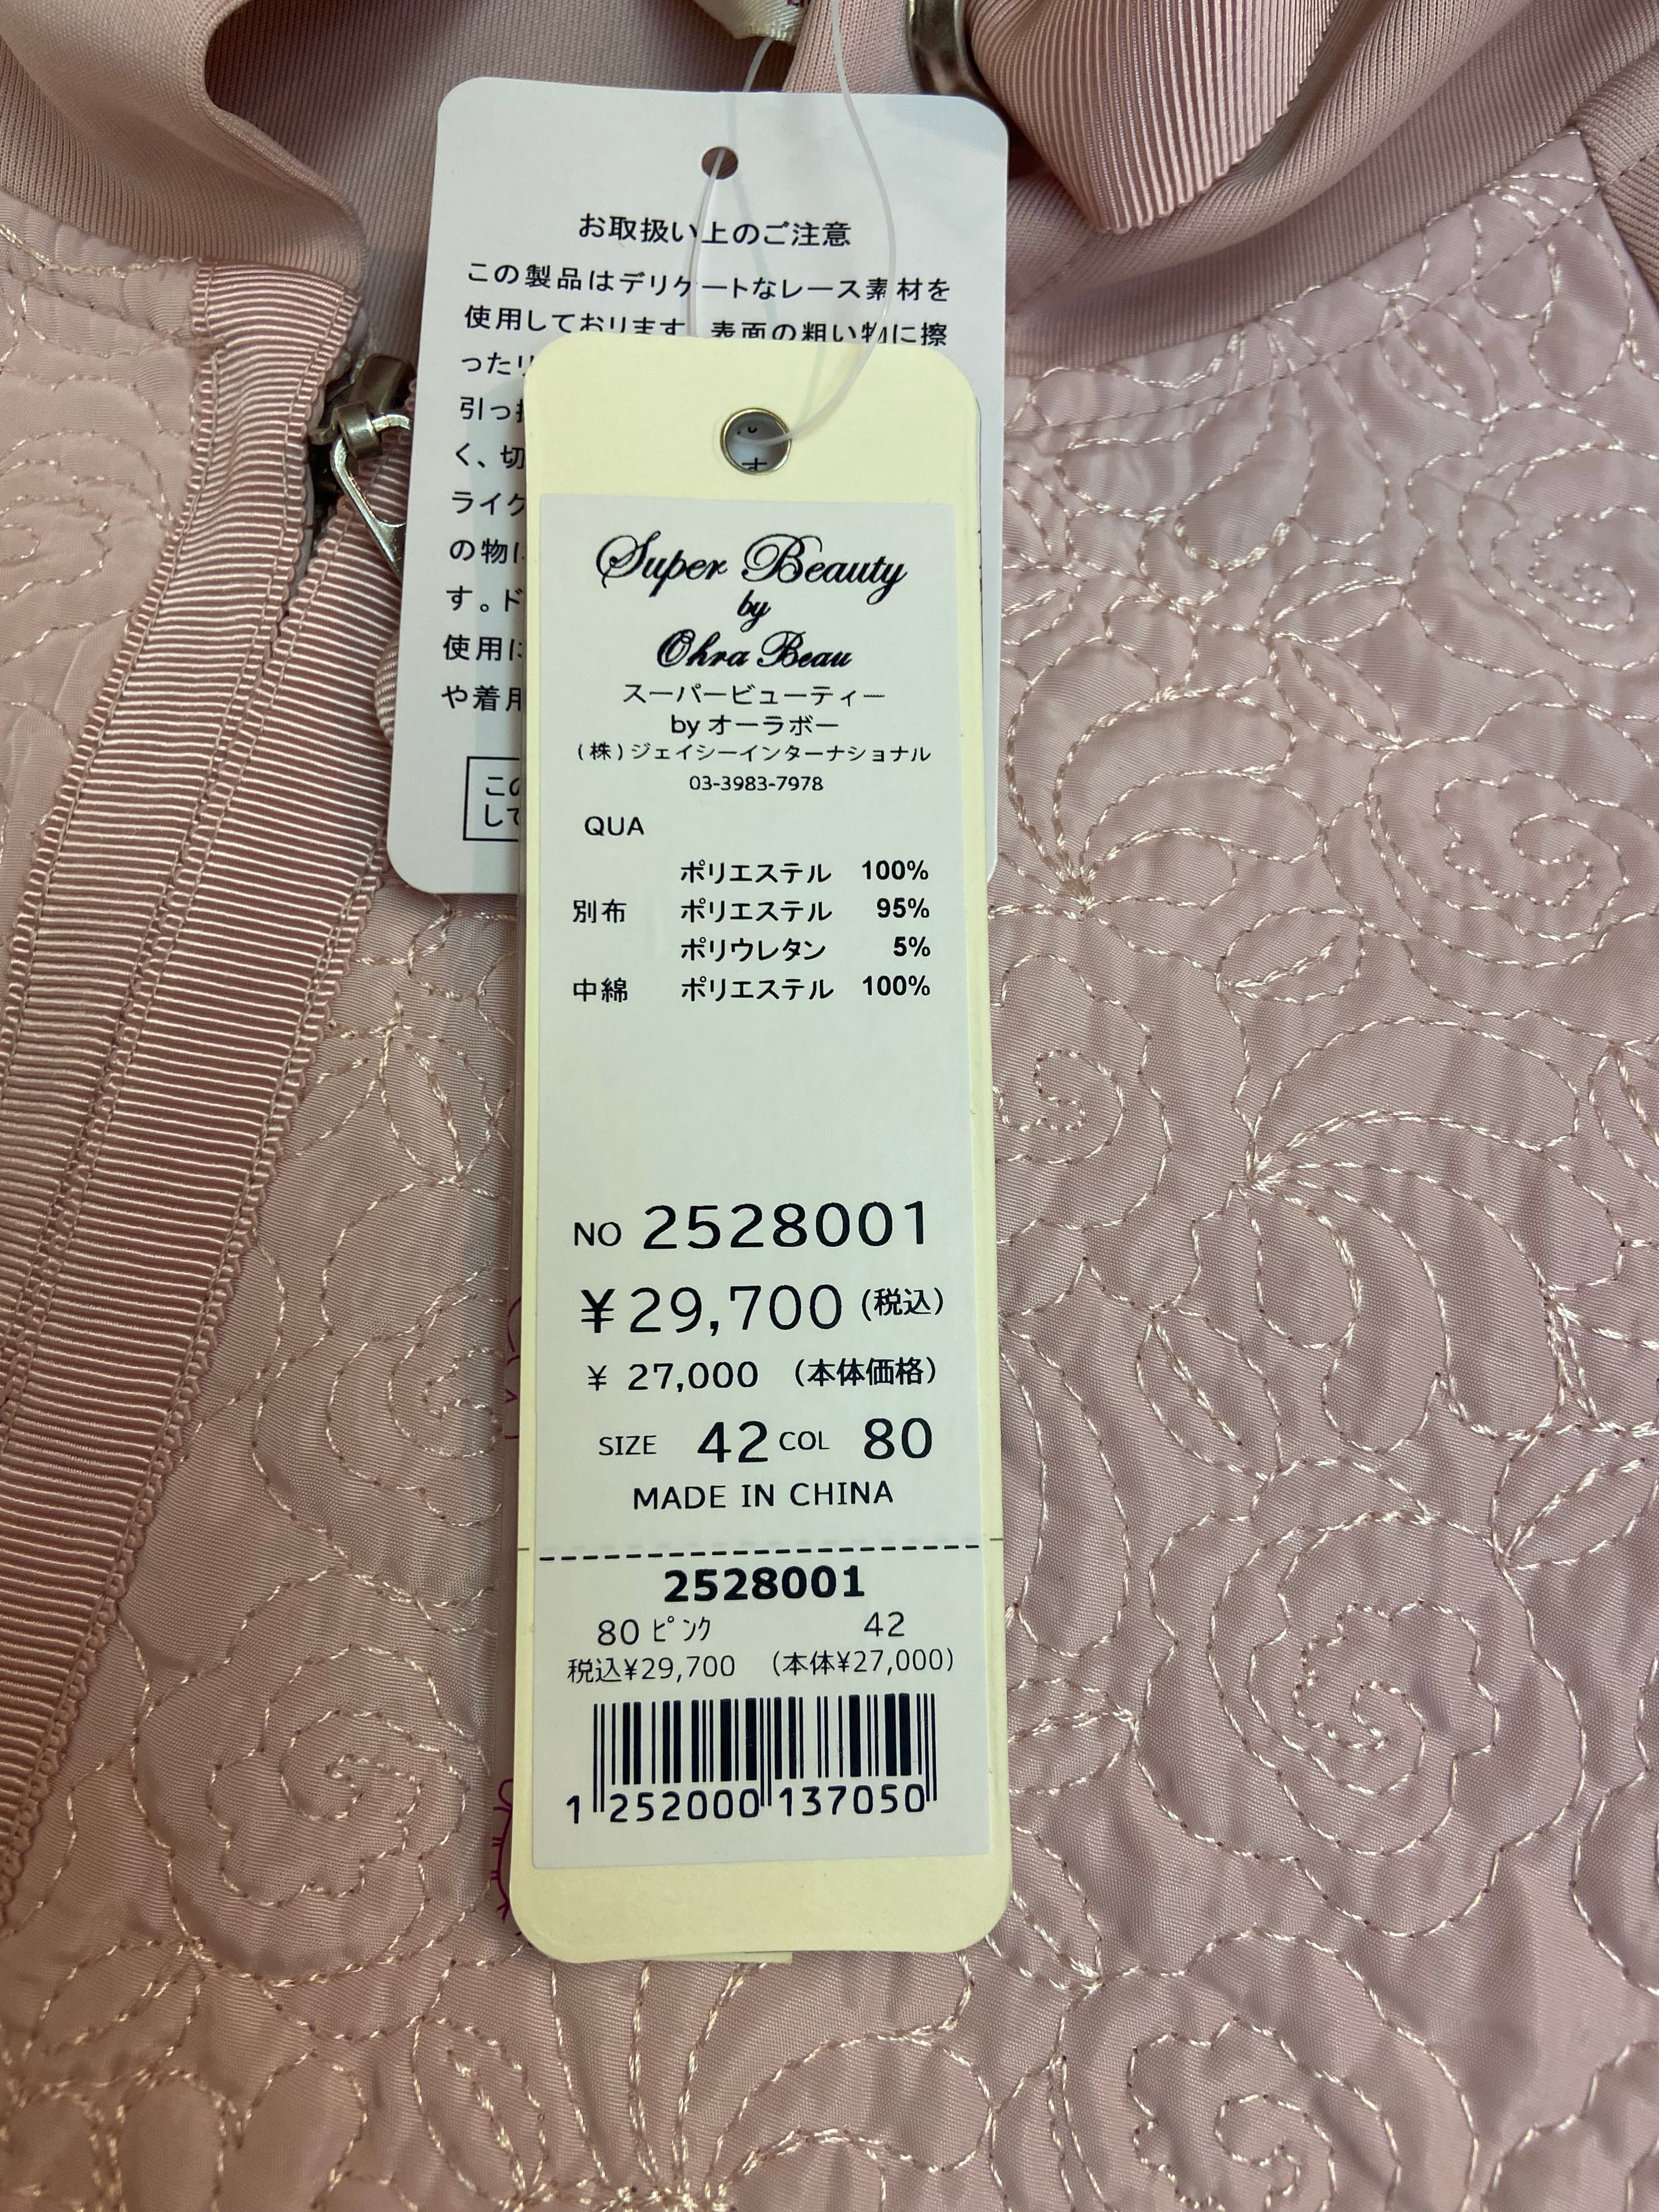 お取扱い上のご注意
この製品はデリケートなレース素材を
使用しております。表面の粗い物に擦
ったり
引っ
く、切
ライク
の物に
す。ド
使用に
や着用
この
して
Super Beauty
by
Ohra Beau
スーパービューティー
by オーラボー
(株)ジェイシーインターナショナル
03-3983-7978
QUA
ポリエステル 100%
別布 ポリエステル 95%
ポリウレタン 5%
中綿 ポリエステル 100%
NO 2528001
¥29,700 (税込)
¥ 27,000 (本体価格)
SIZE 42 COL 80
MADE IN CHINA
2528001
80 ﾋﾟﾝｸ 42
税込¥29,700 (本体¥27,000)
1 252000 137050